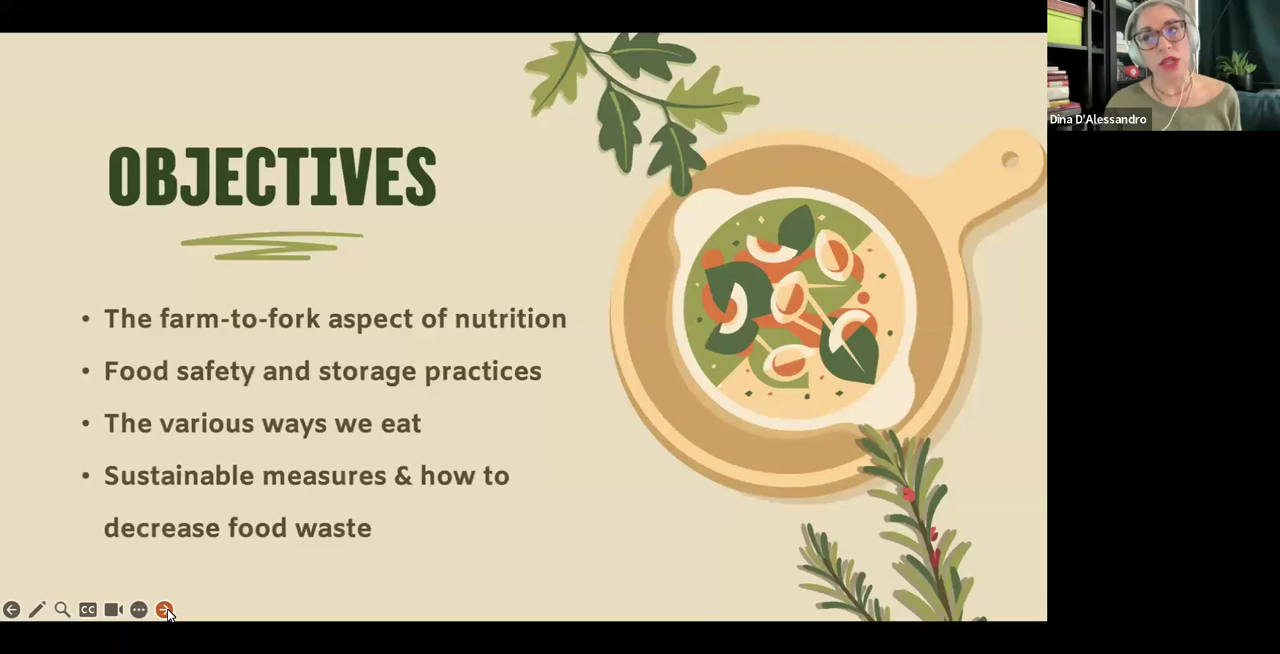 OBJECTIVES
• The farm-to-fork aspect of nutrition
• Food safety and storage practices
• The various ways we eat
• Sustainable measures & how to
decrease food waste
CC
Dina D'Alessandro